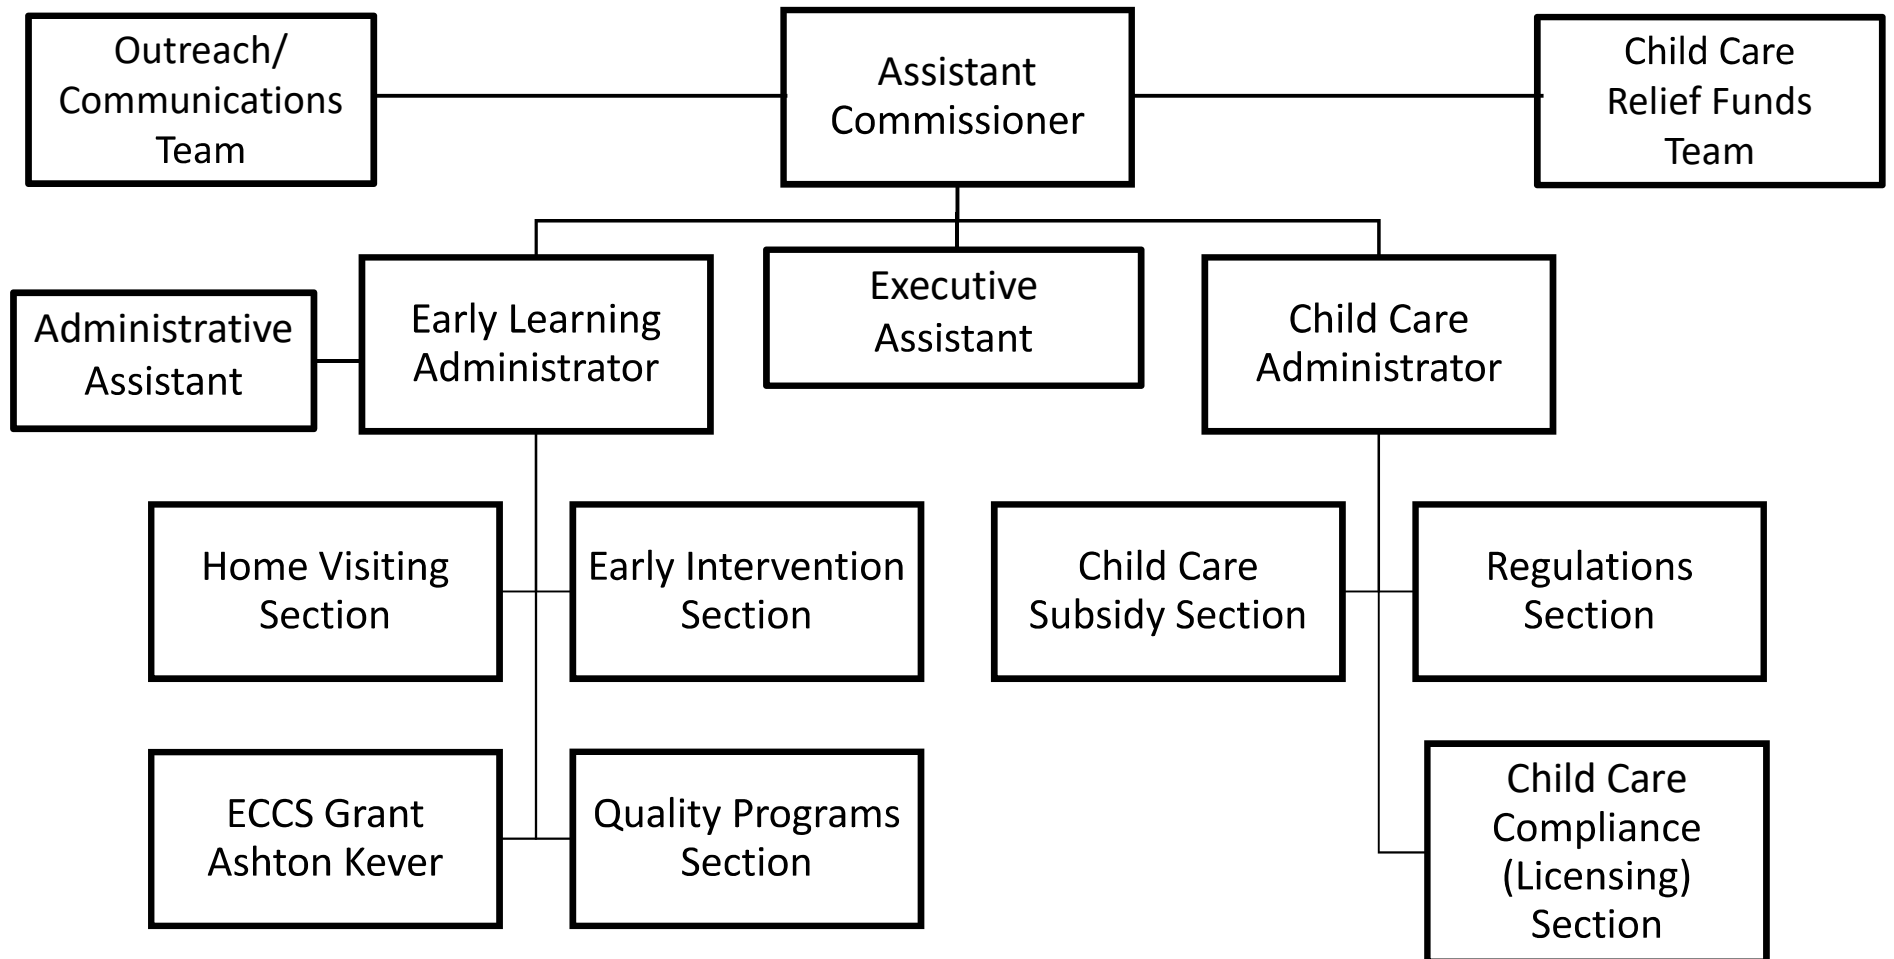 Outreach/
Communications
Team
Assistant
Commissioner
Child Care
Relief Funds
Team
Administrative
Assistant
Early Learning
Administrator
Executive
Assistant
Child Care
Administrator
Home Visiting
Section
Early Intervention
Section
Child Care
Subsidy Section
Regulations
Section
ECCS Grant
Ashton Kever
Quality Programs
Section
Child Care
Compliance
(Licensing)
Section